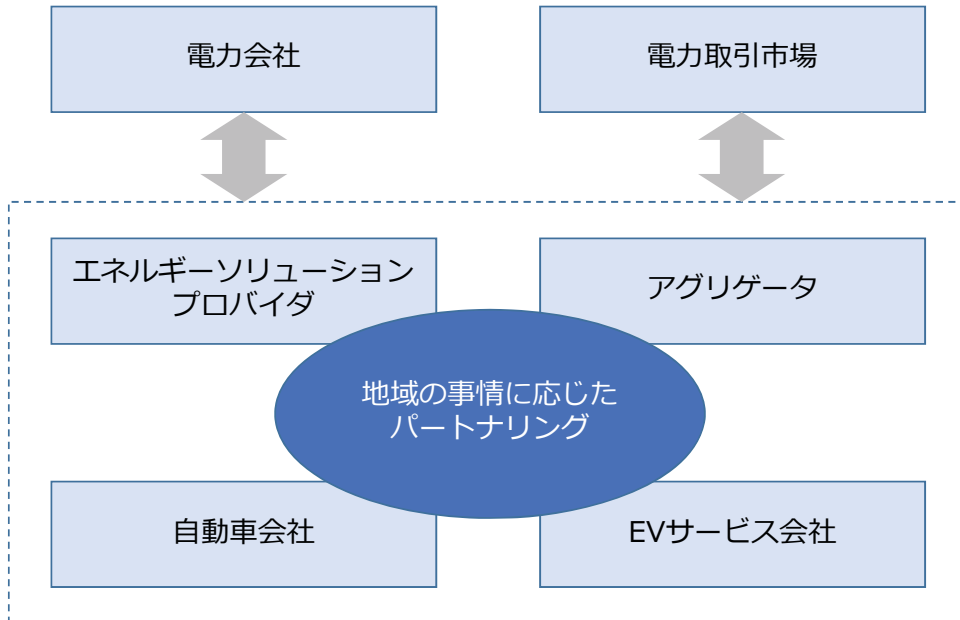 電力会社
電力取引市場
エネルギーソリューション
プロバイダ
アグリゲータ
地域の事情に応じた
パートナリング
自動車会社
EVサービス会社